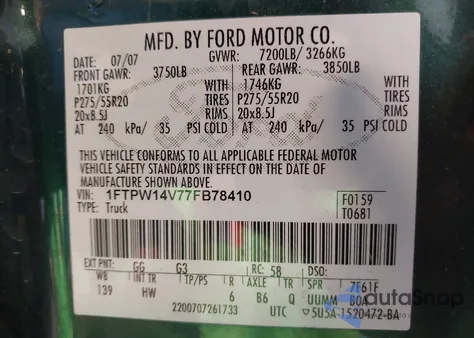 MFD. BY FORD MOTOR CO.
DATE: 07/07 GVWR: 7200LB/ 3266KG
FRONT GAWR: 3750LB REAR GAWR: 3850LB
1701KG WITH 1746KG WITH
P275/55R20 TIRES P275/55R20 TIRES
20x8.5J RIMS 20x8.5J RIMS
AT 240 kPa/ 35 PSI COLD AT 240 kPa/ 35 PSI COLD
THIS VEHICLE CONFORMS TO ALL APPLICABLE FEDERAL MOTOR
VEHICLE SAFETY STANDARDS IN EFFECT ON THE DATE OF
MANUFACTURE SHOWN ABOVE.
VIN: 1FTPW14V77FB78410 F0159
TYPE: Truck T0681
EXT PNT: GG G3 RC: 58 DSO:
WB INT TR TP/PS R AXLE TR SPR 7F61F
139 HW 6 B6 Q UUMM BOA
2200707261733 UTC 5U5A-1520472-BA
AutoSnap